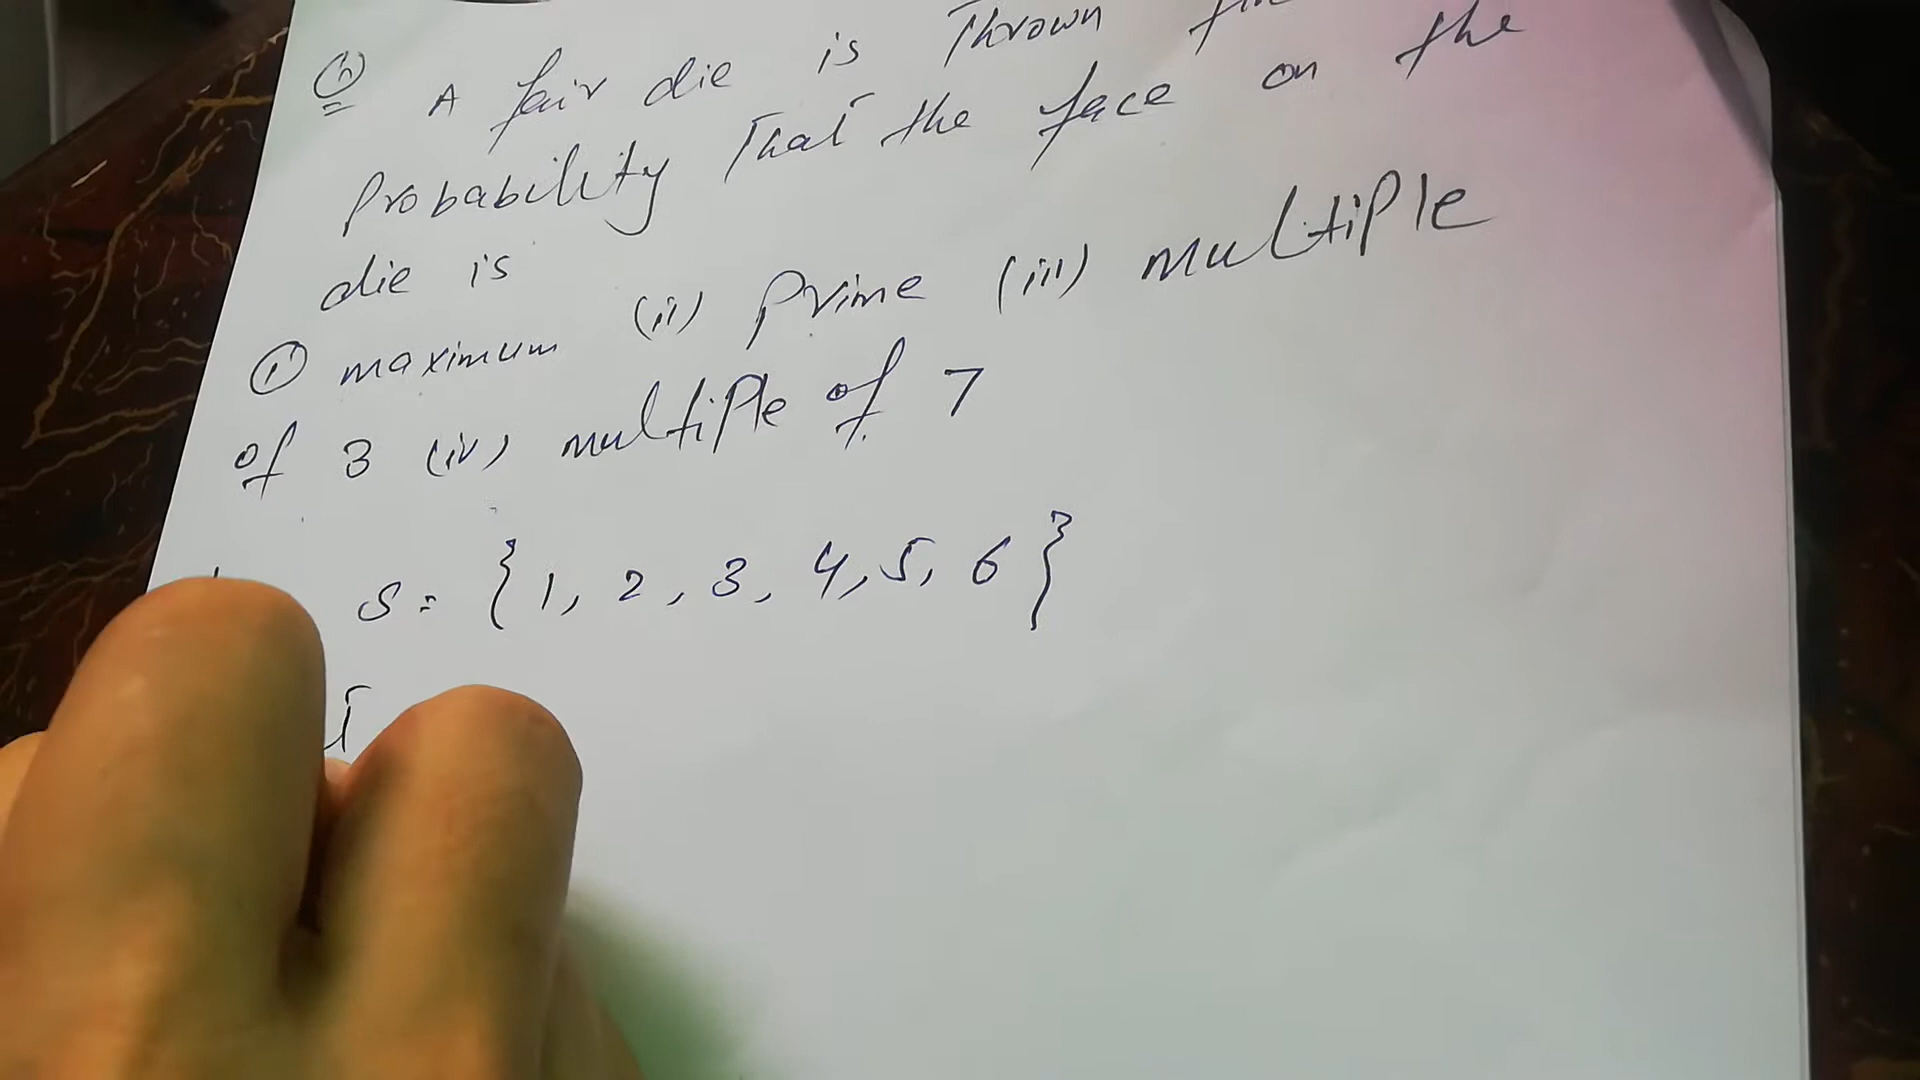 (h) A fair die is Thrown
Probability That the face on the
die is
(i) maximum (ii) Prime (iii) multiple
of 3 (iv) multiple of 7
S = {1, 2, 3, 4, 5, 6}